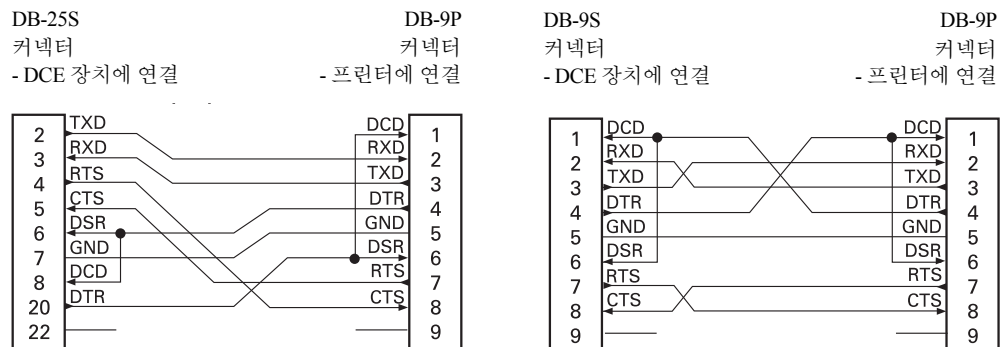 DB-25S DB-9P
커넥터 커넥터
- DCE 장치에 연결 - 프린터에 연결
2 TXD DCD 1
3 RXD RXD 2
4 RTS TXD 3
5 CTS DTR 4
6 DSR GND 5
7 GND DSR 6
8 DCD RTS 7
20 DTR CTS 8
22 9
DB-9S DB-9P
커넥터 커넥터
- DCE 장치에 연결 - 프린터에 연결
1 DCD DCD 1
2 RXD RXD 2
3 TXD TXD 3
4 DTR DTR 4
5 GND GND 5
6 DSR DSR 6
7 RTS RTS 7
8 CTS CTS 8
9 9